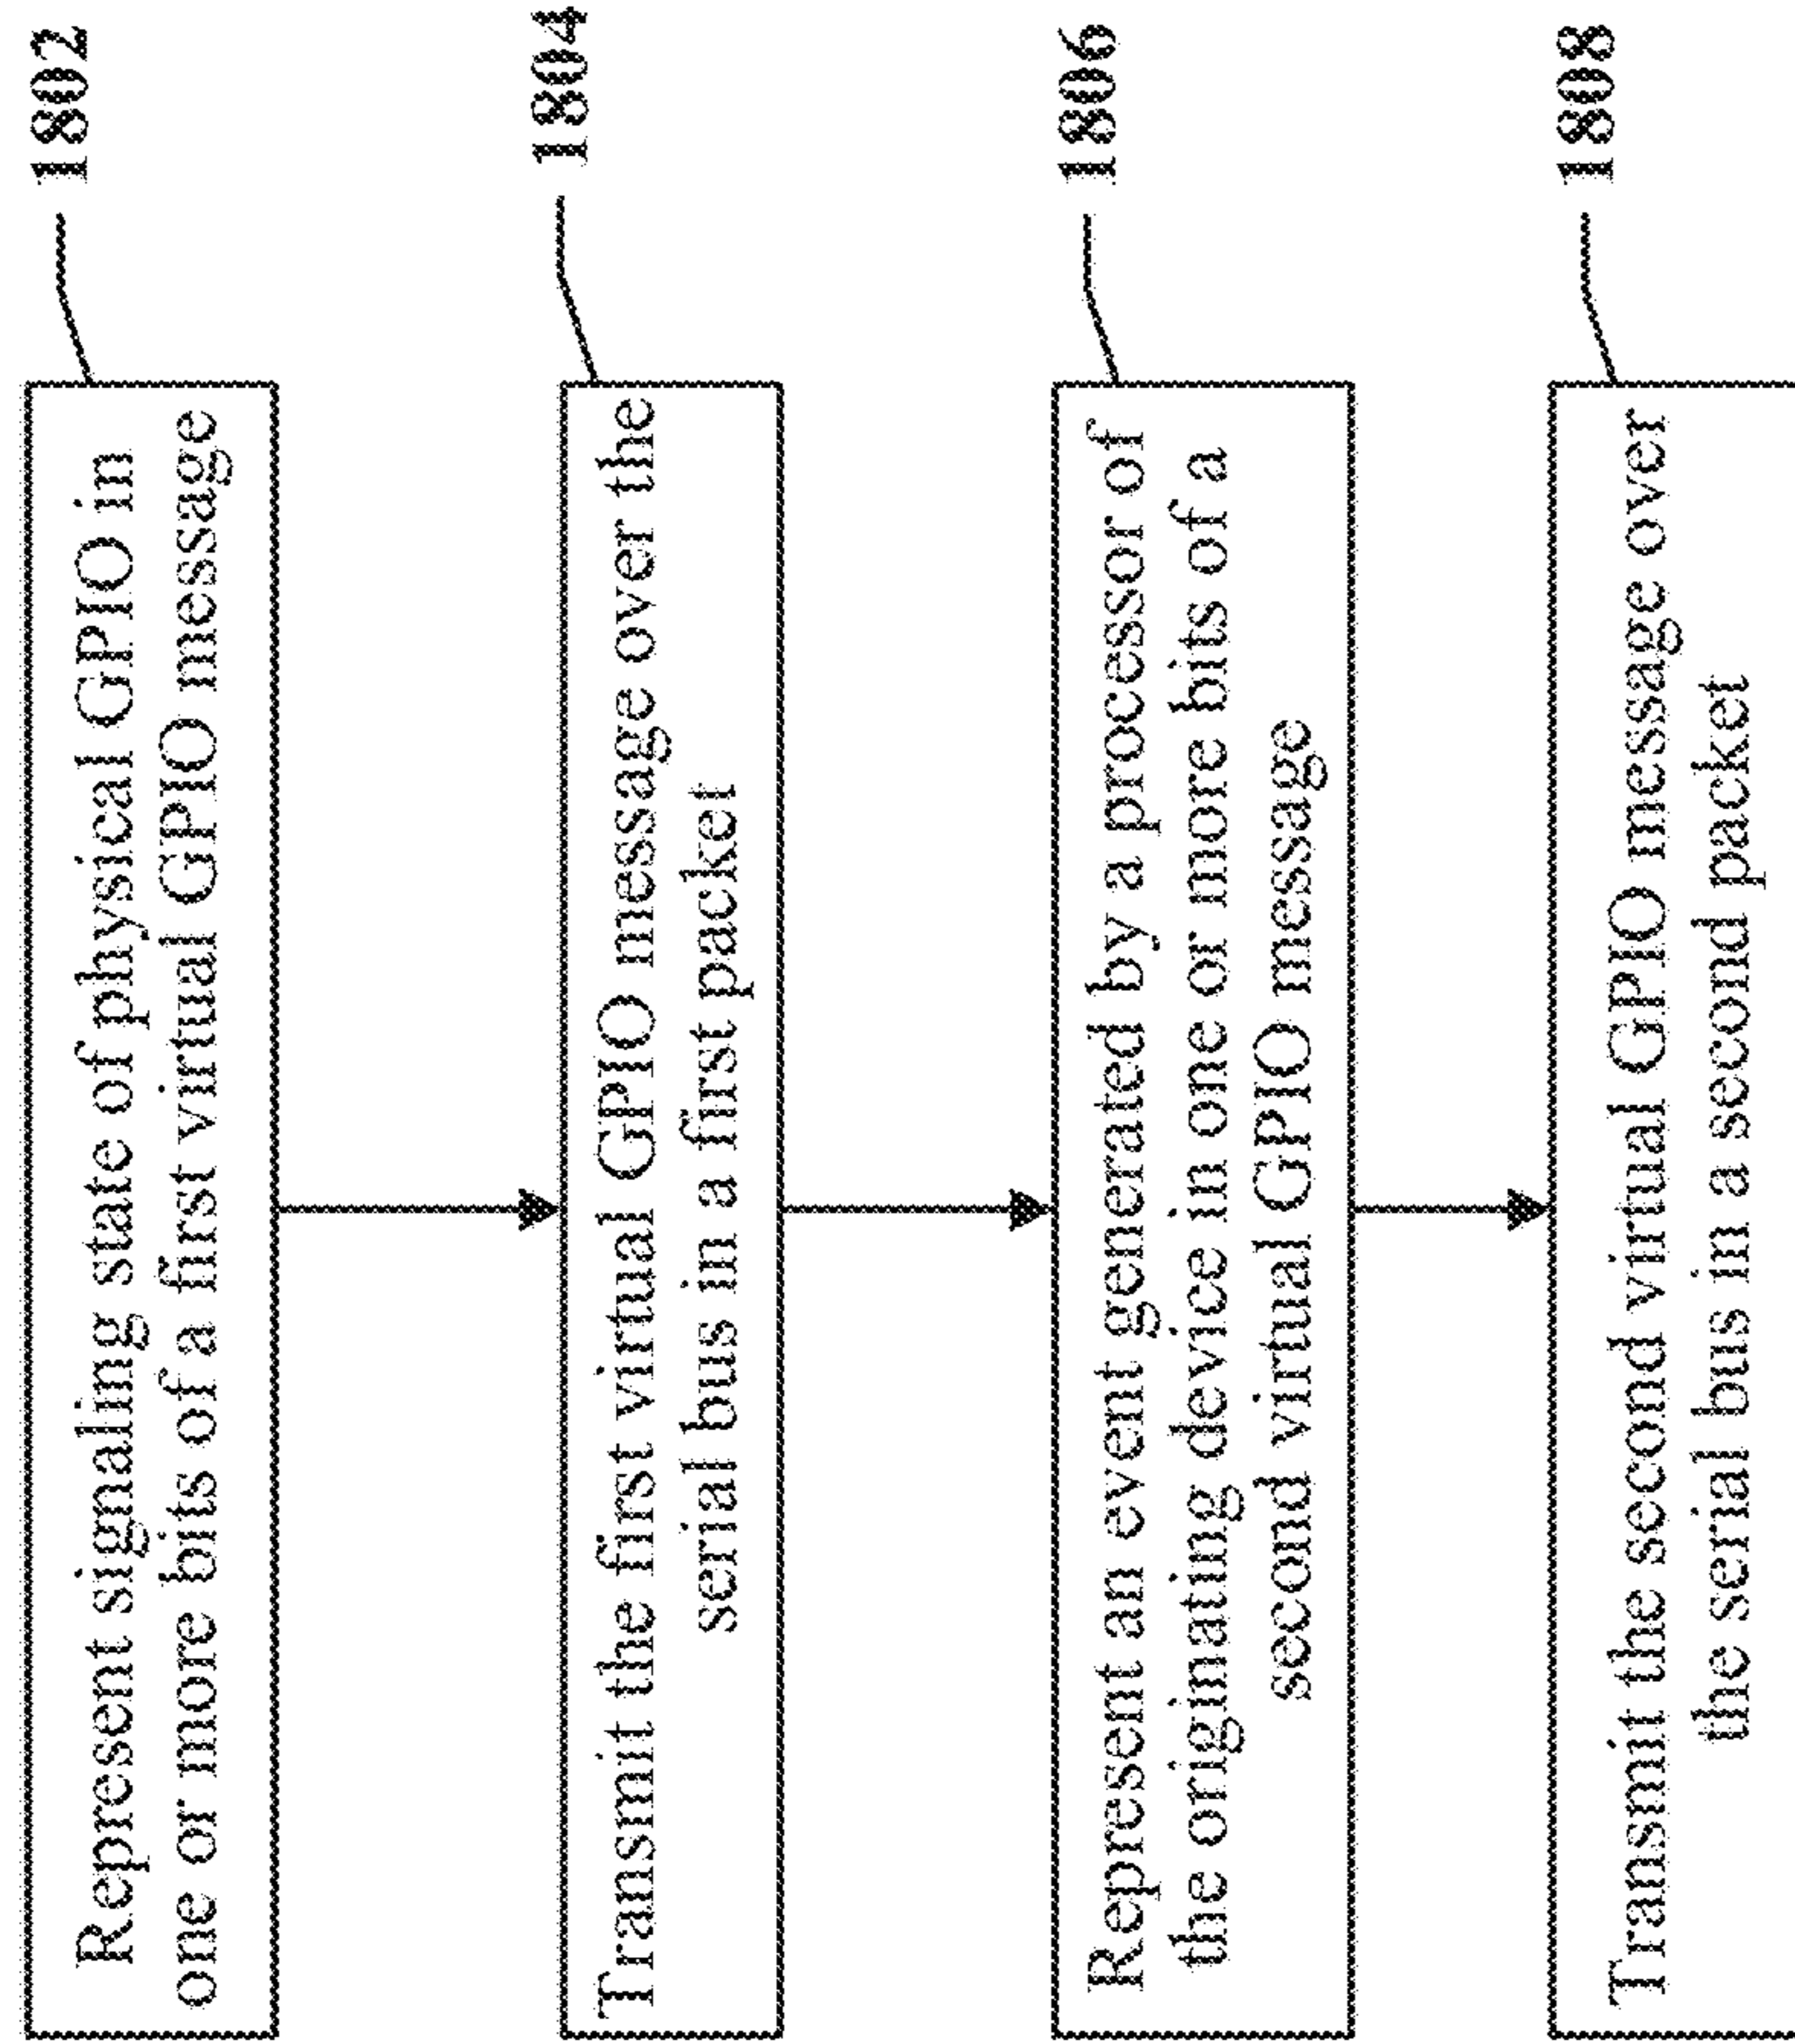 Represent signaling state of physical GPIO in
one or more bits of a first virtual GPIO message
1802
Transmit the first virtual GPIO message over the
serial bus in a first packet
1804
Represent an event generated by a processor of
the originating device in one or more bits of a
second virtual GPIO message
1806
Transmit the second virtual GPIO message over
the serial bus in a second packet
1808